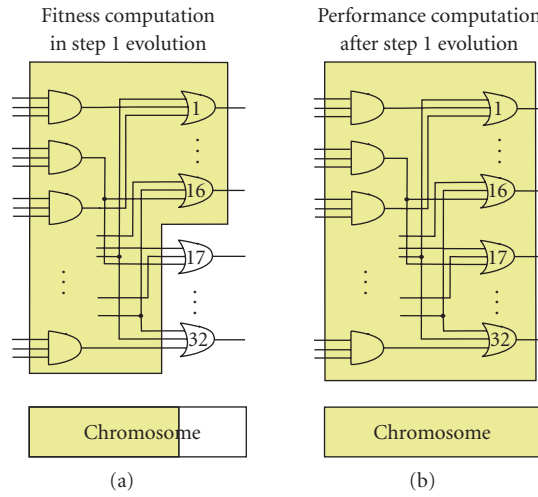 Fitness computation
in step 1 evolution
1
16
17
32
Chromosome
(a)
Performance computation
after step 1 evolution
1
16
17
32
Chromosome
(b)